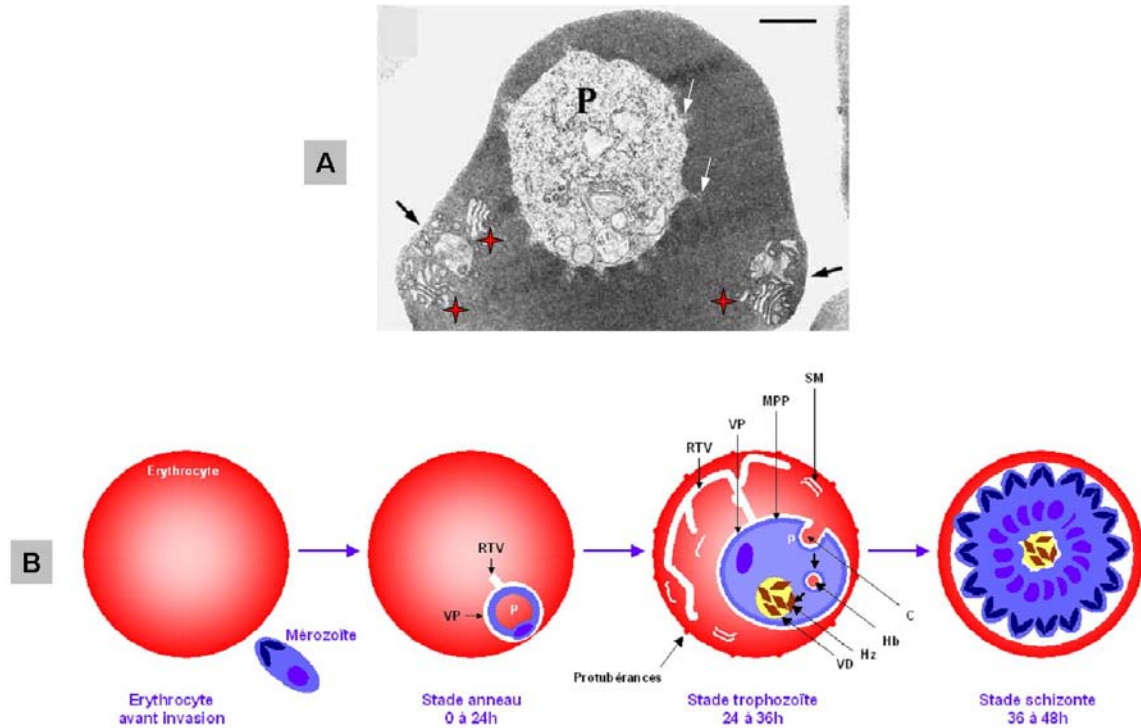 A
P
B
Erythrocyte
Mérozoïte
Erythrocyte
avant invasion
RTV
VP
P
Stade anneau
0 à 24h
SM
MPP
VP
RTV
P
C
Hb
Hz
VD
Protubérances
Stade trophozoïte
24 à 36h
Stade schizonte
36 à 48h